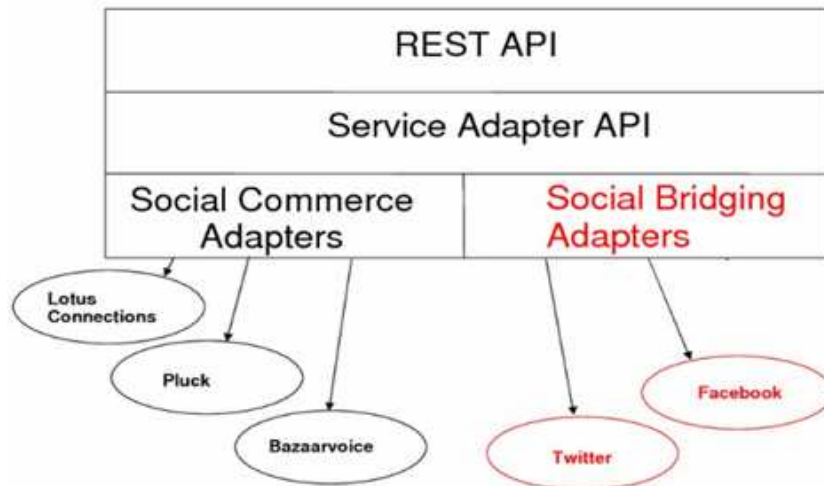 REST API
Service Adapter API
Social Commerce
Adapters
Social Bridging
Adapters
Lotus
Connections
Pluck
Bazaarvoice
Twitter
Facebook